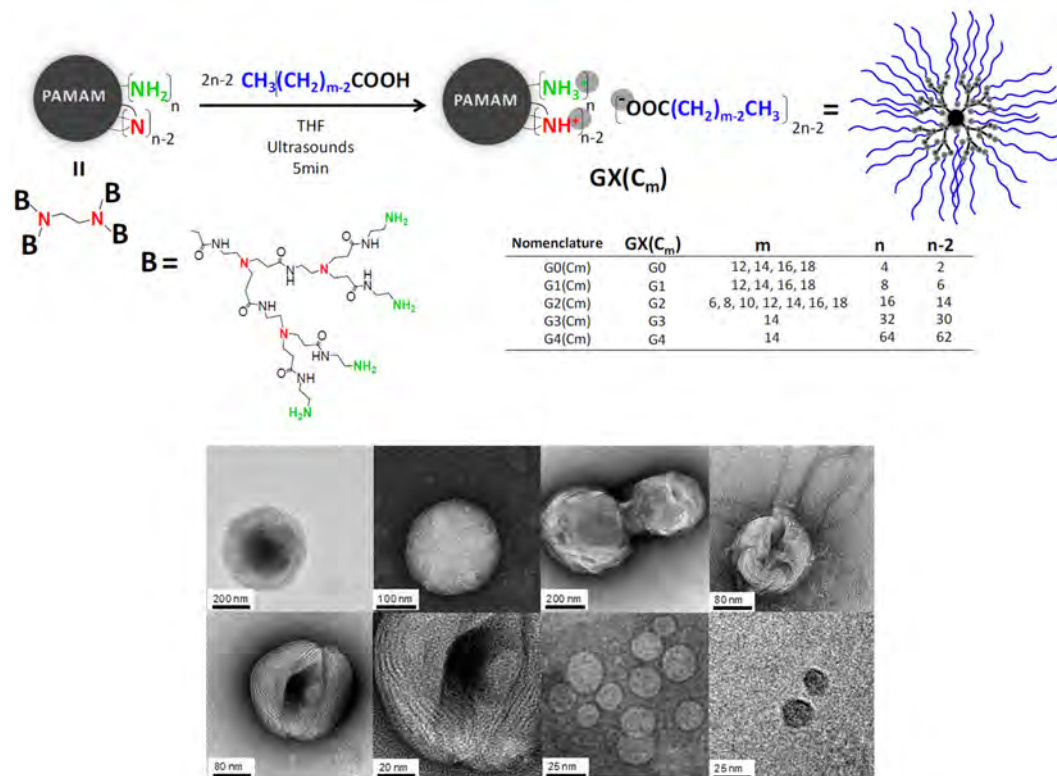 PAMAM
[NH2]n
[N]n-2
2n-2 CH3(CH2)m-2COOH
THF
Ultrasounds
5min
PAMAM
[NH3+]n
[NH+]n-2
[-OOC(CH2)m-2CH3]2n-2 =
GX(Cm)
=
B B
N N
B B
B =
O
NH
N
O
NH
N
O
NH
NH2
O
NH
NH2
O
NH
N
O
NH
NH2
O
NH
H2N
Nomenclature GX(Cm) m n n-2
G0(Cm) G0 12, 14, 16, 18 4 2
G1(Cm) G1 12, 14, 16, 18 8 6
G2(Cm) G2 6, 8, 10, 12, 14, 16, 18 16 14
G3(Cm) G3 14 32 30
G4(Cm) G4 14 64 62
200 nm 100 nm 200 nm 80 nm
80 nm 20 nm 25 nm 25 nm